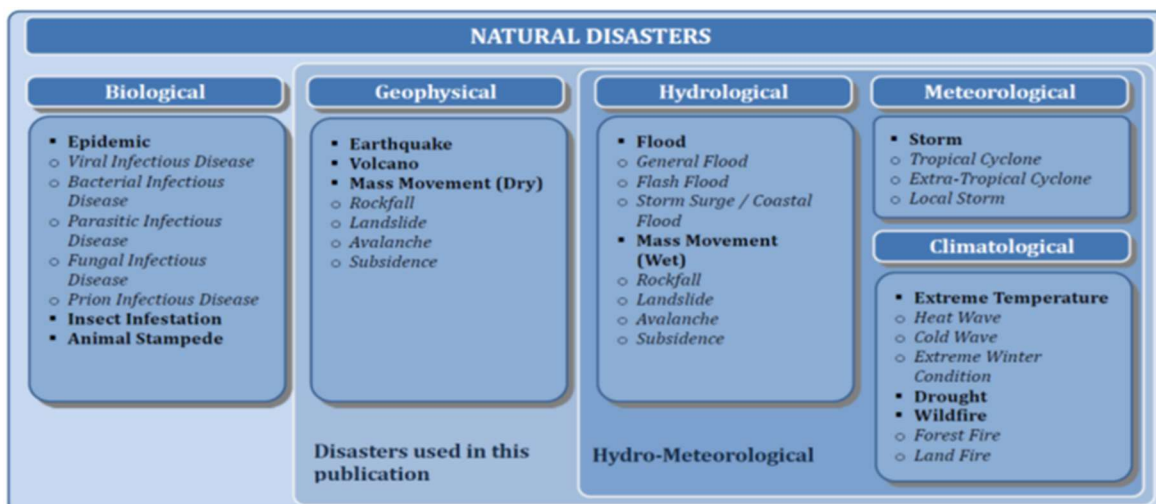 NATURAL DISASTERS
Biological
▪ Epidemic
○ Viral Infectious Disease
○ Bacterial Infectious
Disease
○ Parasitic Infectious
Disease
○ Fungal Infectious
Disease
○ Prion Infectious Disease
▪ Insect Infestation
▪ Animal Stampede
Geophysical
▪ Earthquake
▪ Volcano
▪ Mass Movement (Dry)
○ Rockfall
○ Landslide
○ Avalanche
○ Subsidence
Hydrological
▪ Flood
○ General Flood
○ Flash Flood
○ Storm Surge / Coastal
Flood
▪ Mass Movement
(Wet)
○ Rockfall
○ Landslide
○ Avalanche
○ Subsidence
Meteorological
▪ Storm
○ Tropical Cyclone
○ Extra-Tropical Cyclone
○ Local Storm
Climatological
▪ Extreme Temperature
○ Heat Wave
○ Cold Wave
○ Extreme Winter
Condition
▪ Drought
▪ Wildfire
○ Forest Fire
○ Land Fire
Disasters used in this
publication
Hydro-Meteorological